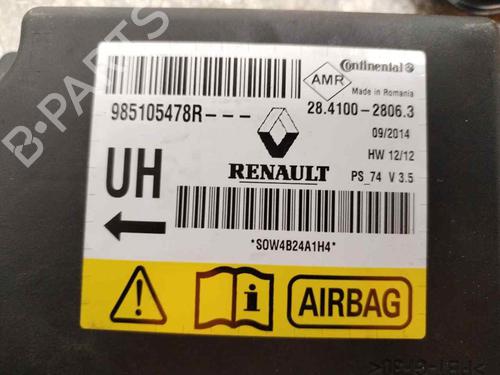 B-PARTS
Continental
AMR
Made in Romania
985105478R---
28.4100-2806.3
09/2014
HW 12/12
UH
RENAULT
PS_74 V 3.5
*S0W4B24A1H4*
i
AIRBAG